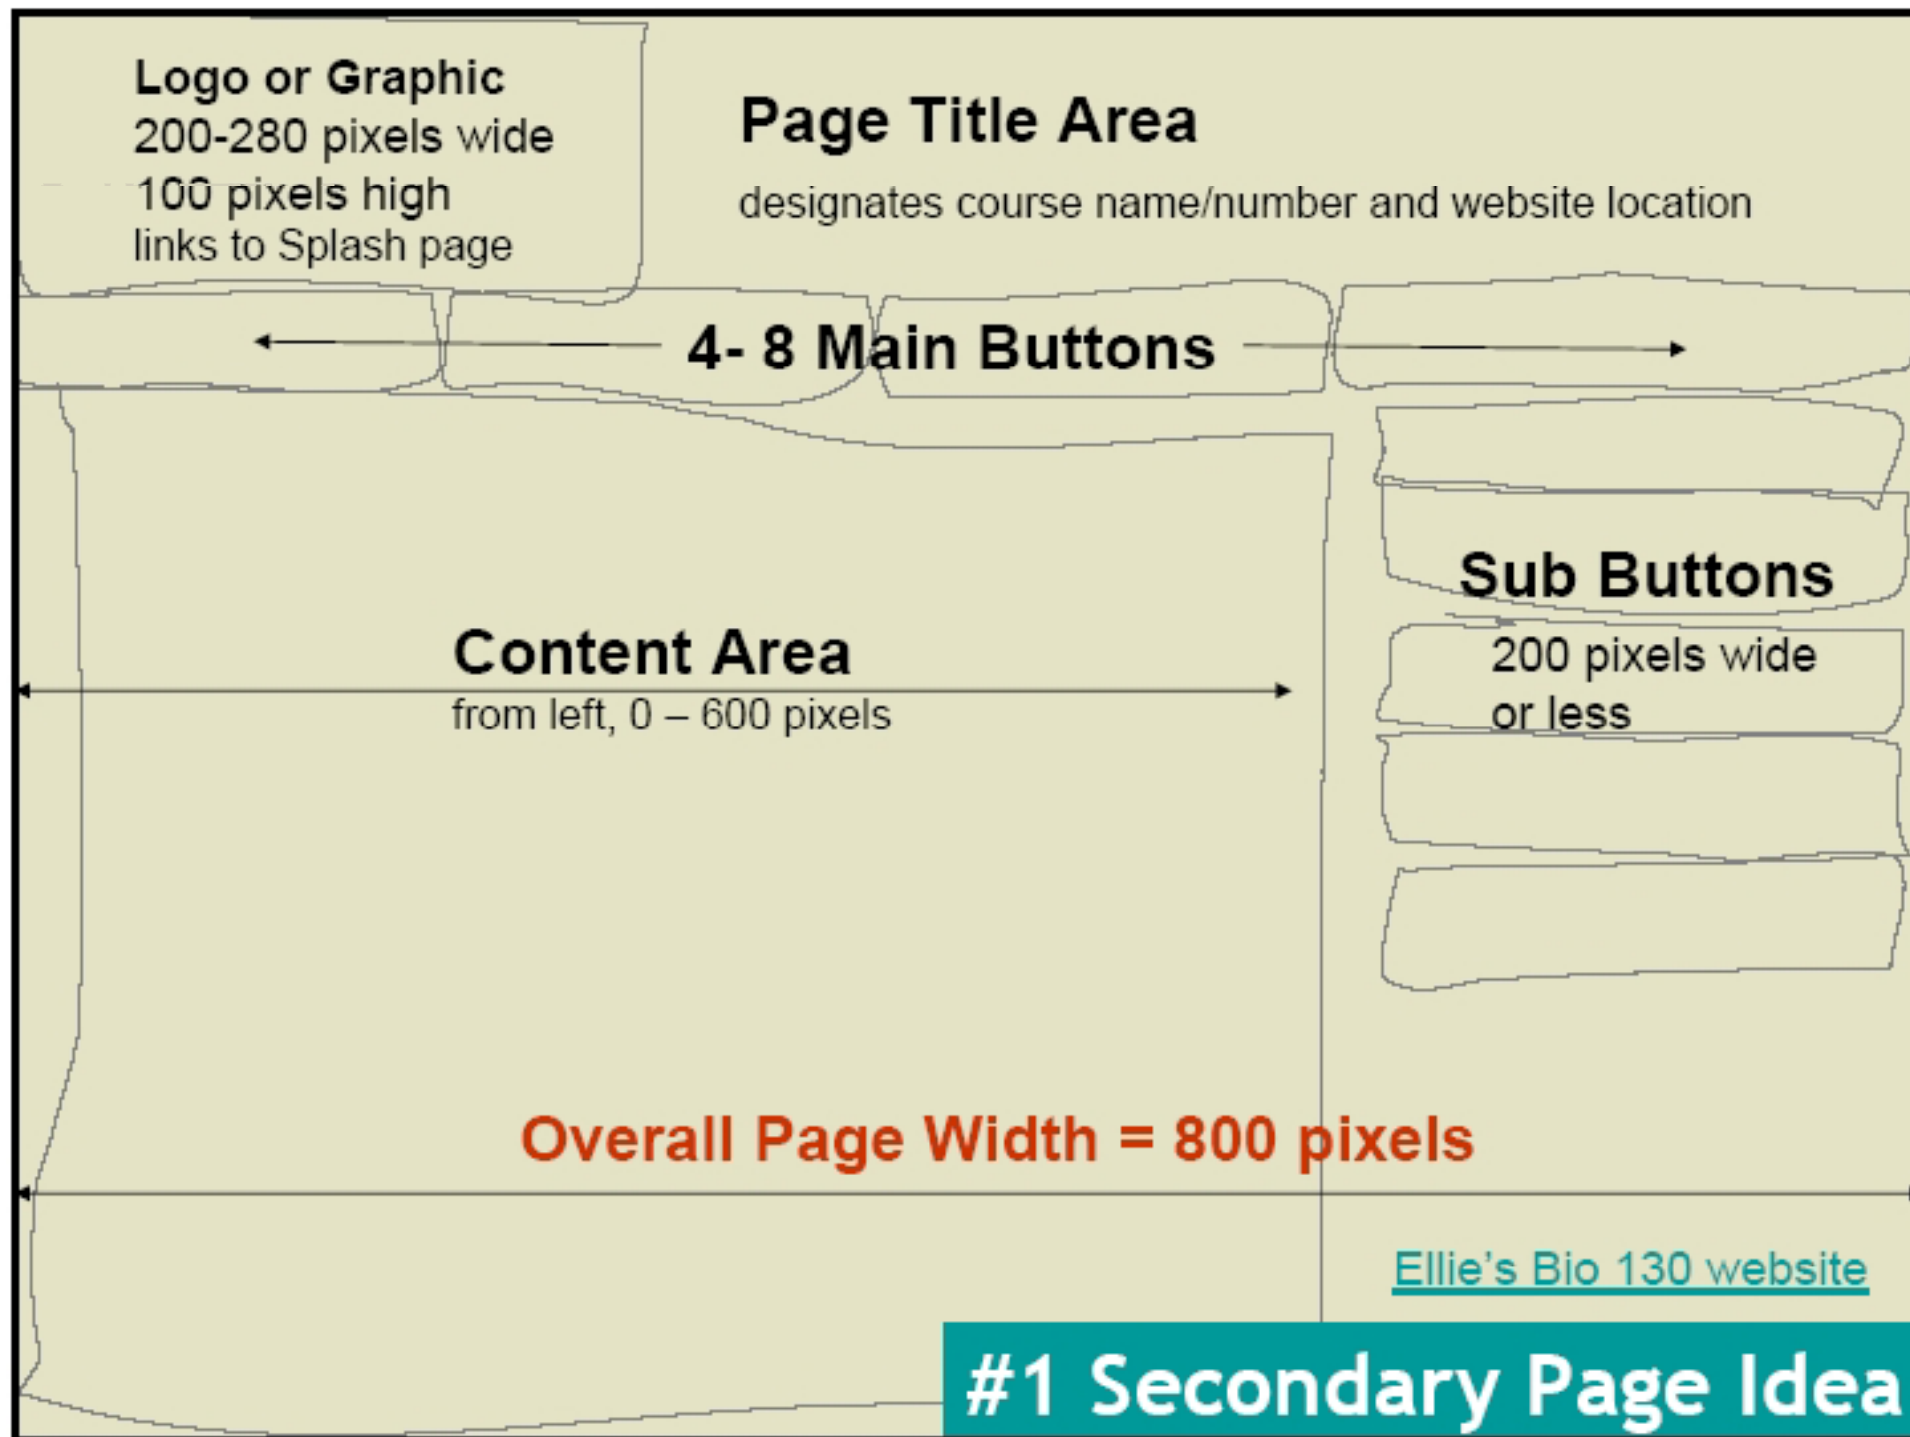 Logo or Graphic
200-280 pixels wide
100 pixels high
links to Splash page
Page Title Area
designates course name/number and website location
4- 8 Main Buttons
Sub Buttons
200 pixels wide
or less
Content Area
from left, 0 – 600 pixels
Overall Page Width = 800 pixels
Ellie's Bio 130 website
#1 Secondary Page Idea